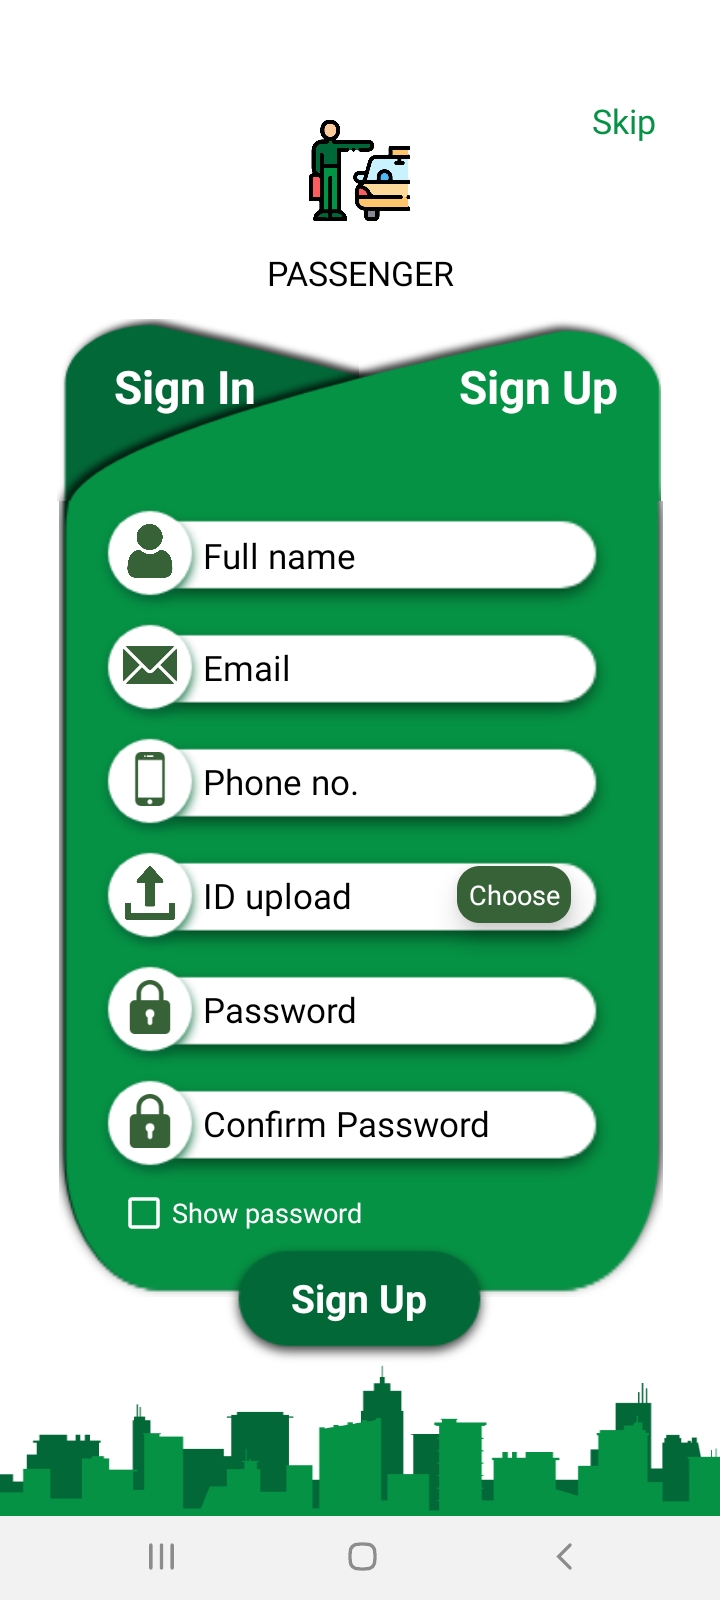 Skip
PASSENGER
Sign In
Sign Up
Full name
Email
Phone no.
ID upload
Choose
Password
Confirm Password
Show password
Sign Up